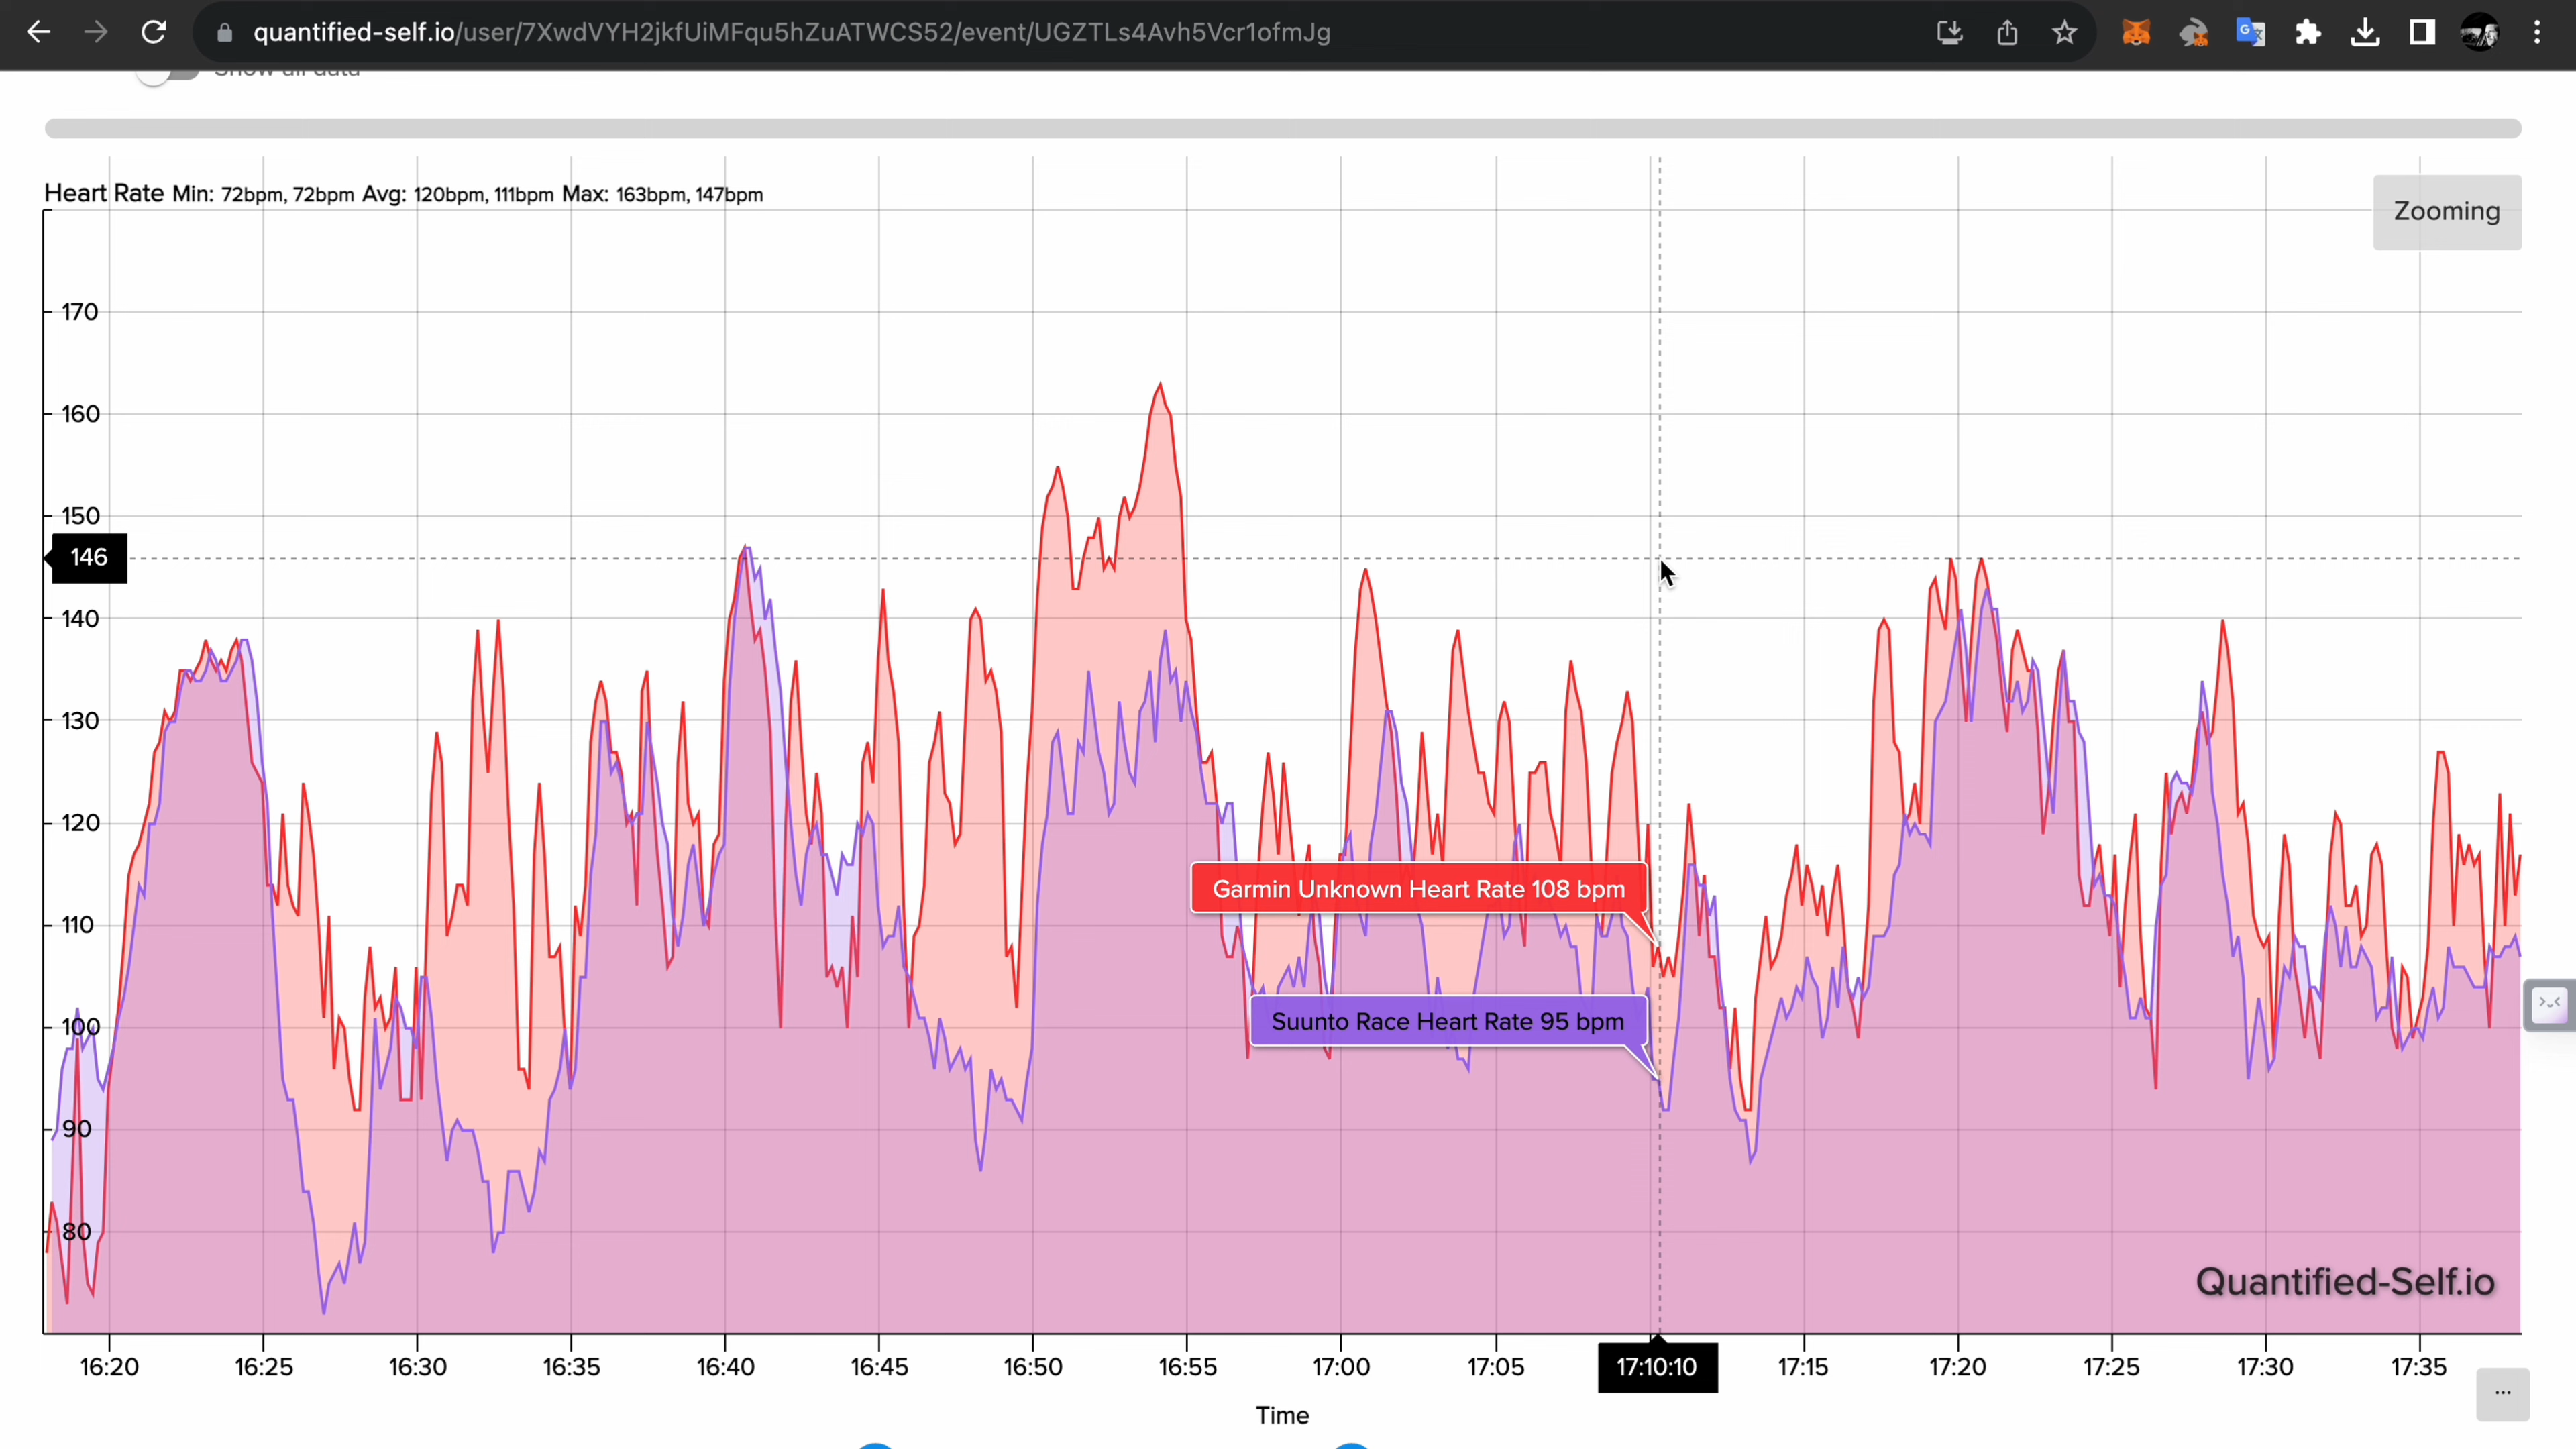 quantified-self.io/user/7XwdVYH2jkfUiMFqu5hZuATWCS52/event/UGZTLs4Avh5Vcr1ofmJg
Show all data
Heart Rate Min: 72bpm, 72bpm Avg: 120bpm, 111bpm Max: 163bpm, 147bpm
Zooming
170
160
150
146
140
130
120
110
100
90
80
Garmin Unknown Heart Rate 108 bpm
Suunto Race Heart Rate 95 bpm
Quantified-Self.io
16:20 16:25 16:30 16:35 16:40 16:45 16:50 16:55 17:00 17:05 17:10:10 17:15 17:20 17:25 17:30 17:35
...
Time